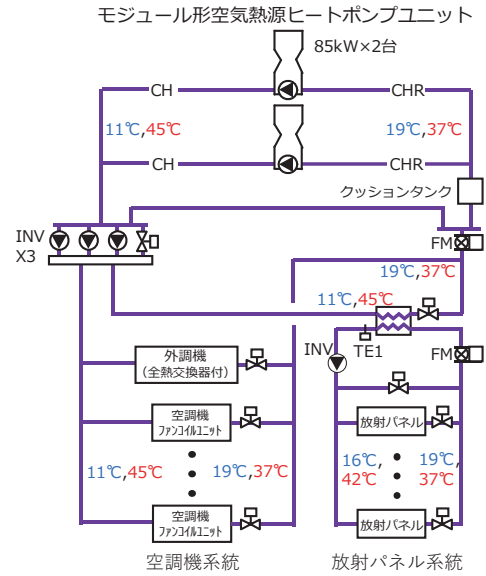 モジュール形空気熱源ヒートポンプユニット
85kW×2台
CH
CHR
11℃,45℃
19℃,37℃
CH
CHR
クッションタンク
INV
X3
FM
19℃,37℃
11℃,45℃
TE1
INV
FM
外調機
(全熱交換器付)
空調機
ファンコイルユニット
放射パネル
11℃,45℃
19℃,37℃
16℃,
42℃
19℃,
37℃
空調機
ファンコイルユニット
放射パネル
空調機系統
放射パネル系統